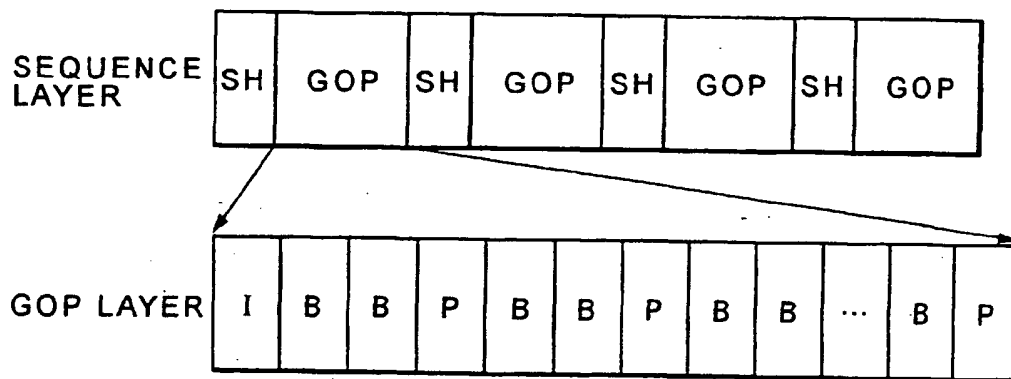 SEQUENCE LAYER
SH GOP SH GOP SH GOP SH GOP
GOP LAYER
I B B P B B P B B ... B P